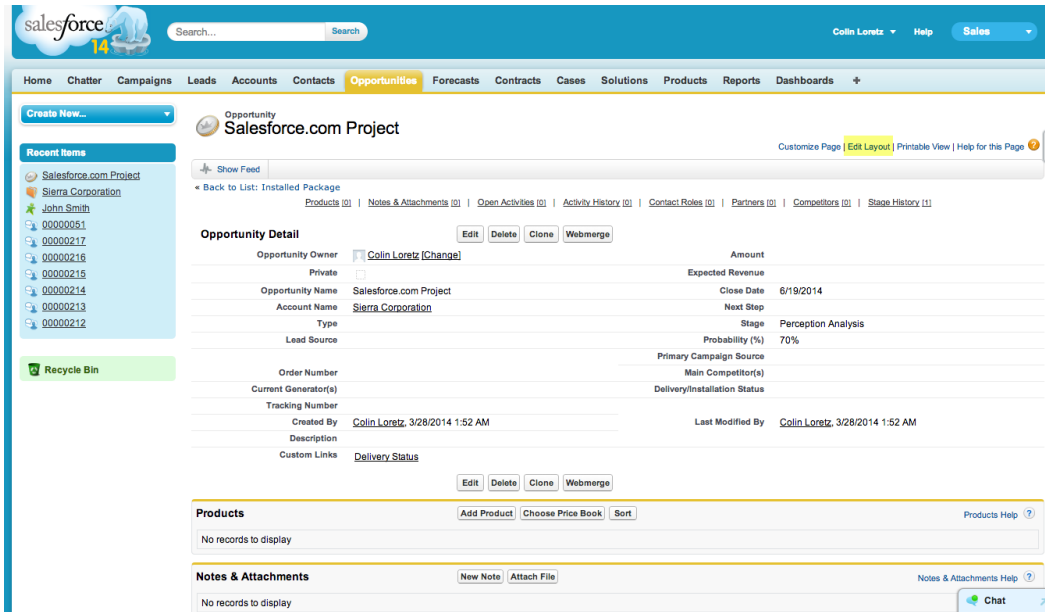 salesforce
14
Search...
Search
Colin Loretz Help Sales
Home Chatter Campaigns Leads Accounts Contacts Opportunities Forecasts Contracts Cases Solutions Products Reports Dashboards +
Create New...
Recent Items
Salesforce.com Project
Sierra Corporation
John Smith
00000051
00000217
00000216
00000215
00000214
00000213
00000212
Recycle Bin
Opportunity
Salesforce.com Project
Customize Page | Edit Layout | Printable View | Help for this Page ?
Show Feed
« Back to List: Installed Package
Products [0] | Notes & Attachments [0] | Open Activities [0] | Activity History [0] | Contact Roles [0] | Partners [0] | Competitors [0] | Stage History [1]
Opportunity Detail Edit Delete Clone Webmerge
Opportunity Owner Colin Loretz [Change] Amount
Private Expected Revenue
Opportunity Name Salesforce.com Project Close Date 6/19/2014
Account Name Sierra Corporation Next Step
Type Stage Perception Analysis
Lead Source Probability (%) 70%
Primary Campaign Source
Order Number Main Competitor(s)
Current Generator(s) Delivery/Installation Status
Tracking Number
Created By Colin Loretz, 3/28/2014 1:52 AM Last Modified By Colin Loretz, 3/28/2014 1:52 AM
Description
Custom Links Delivery Status
Edit Delete Clone Webmerge
Products Add Product Choose Price Book Sort Products Help ?
No records to display
Notes & Attachments New Note Attach File Notes & Attachments Help ?
No records to display
Chat